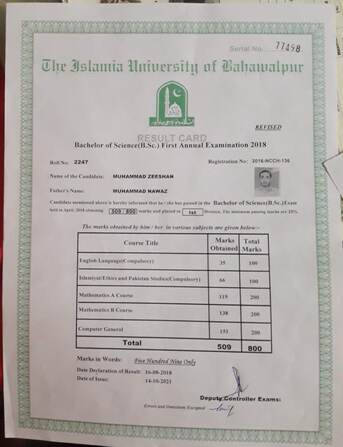 Serial No. 77458
The Islamia University of Bahawalpur
REVISED
RESULT CARD
Bachelor of Science(B.Sc.) First Annual Examination 2018
Roll No: 2247 Registration No: 2016-NCCH-136
Name of the Candidate: MUHAMMAD ZEESHAN
Father's Name: MUHAMMAD NAWAZ
Candidate mentioned above is hereby informed that he/she has passed in the Bachelor of Science(B.Sc.) Exam
held in April, 2018 obtaining 509/800 marks and placed in 1st Division. The minimum passing marks are 33%.
The marks obtained by him / her in various subjects are given below:-
Course Title Marks Obtained Total Marks
English Language(Compulsory) 35 100
Islamiyat/Ethics and Pakistan Studies(Compulsory) 66 100
Mathematics A Course 119 200
Mathematics B Course 138 200
Computer General 151 200
Total 509 800
Marks in Words: Five Hundred Nine Only
Date Declaration of Result: 16-08-2018
Date of Issue: 14-10-2021
Deputy Controller Exams:
Errors and Omissions Excepted